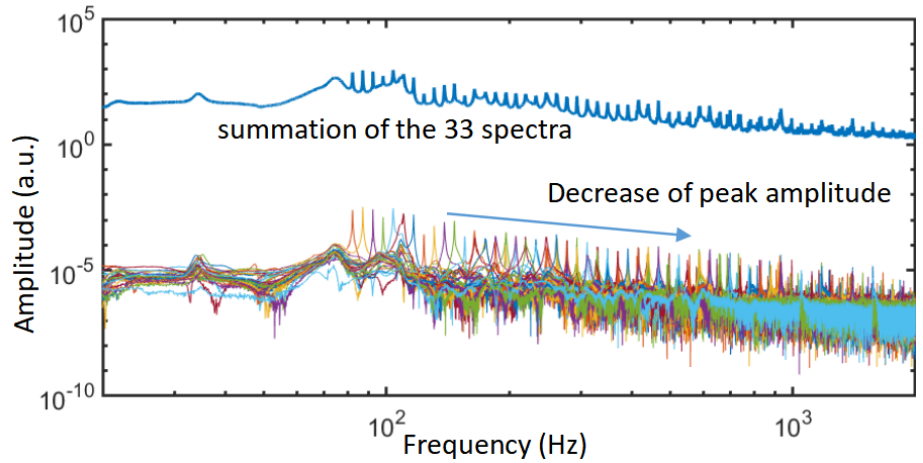 10^5
summation of the 33 spectra
10^0
Decrease of peak amplitude
Amplitude (a.u.)
10^-5
10^-10
10^2
10^3
Frequency (Hz)